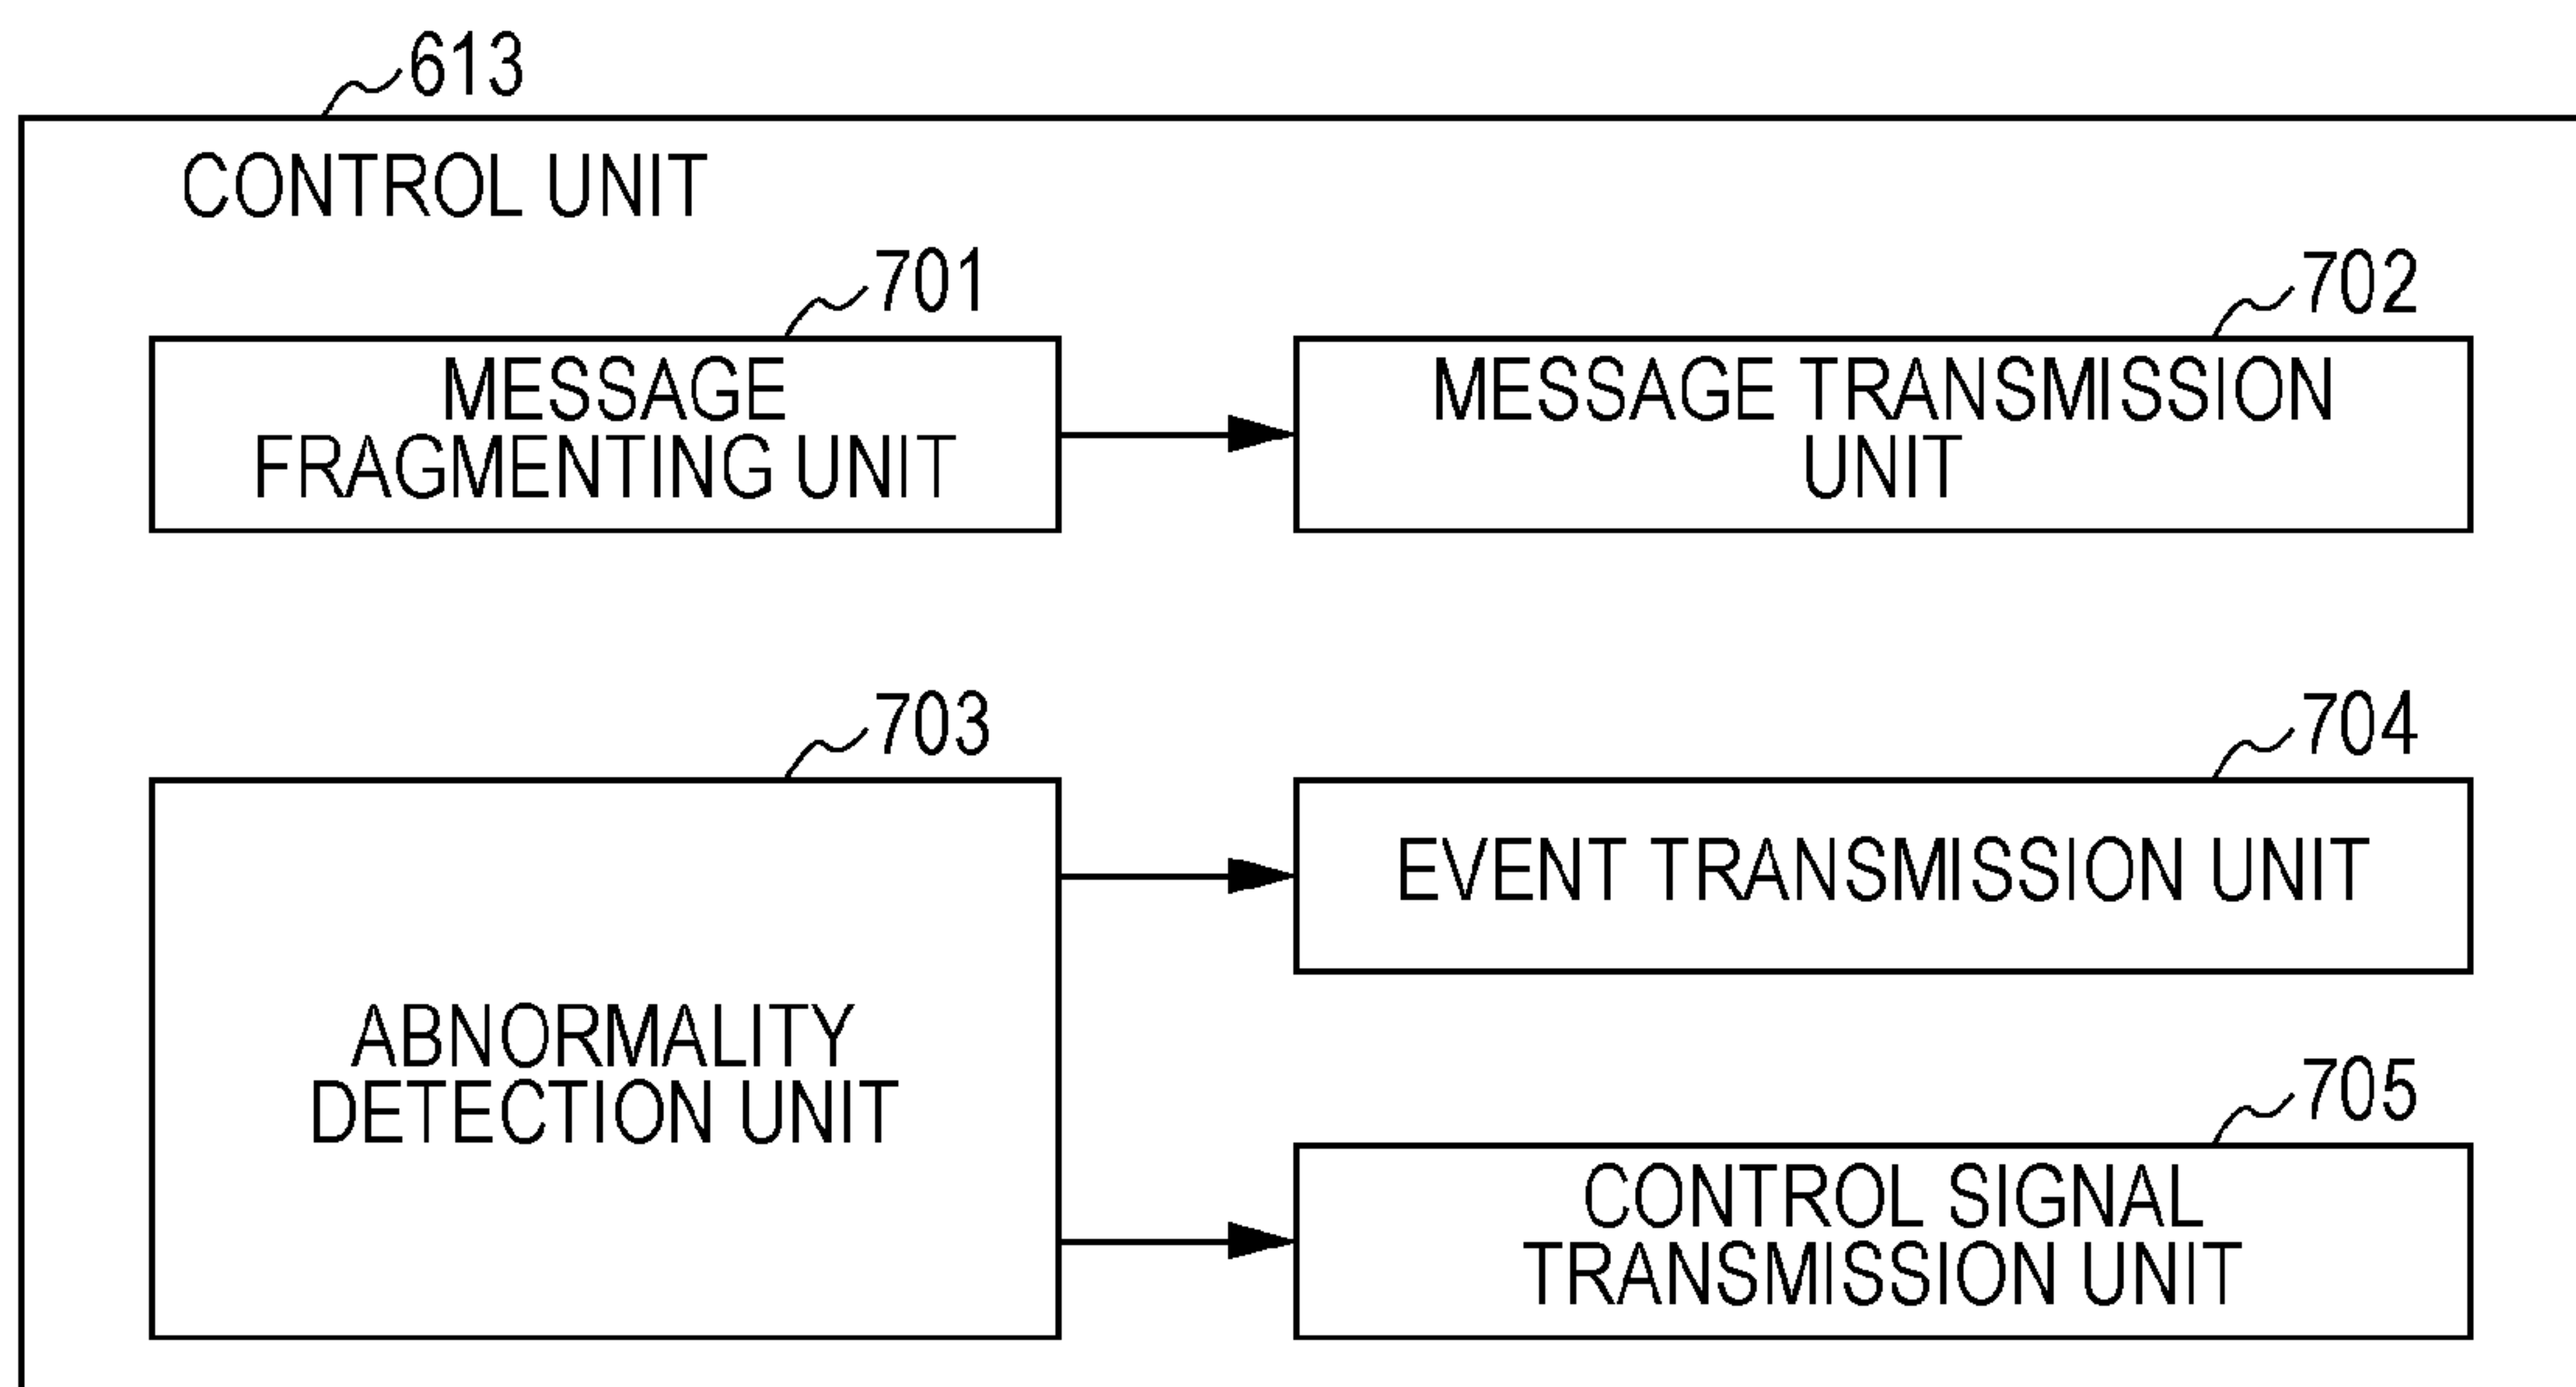 613
CONTROL UNIT
701
702
MESSAGE
FRAGMENTING UNIT
MESSAGE TRANSMISSION
UNIT
703
704
ABNORMALITY
DETECTION UNIT
EVENT TRANSMISSION UNIT
705
CONTROL SIGNAL
TRANSMISSION UNIT